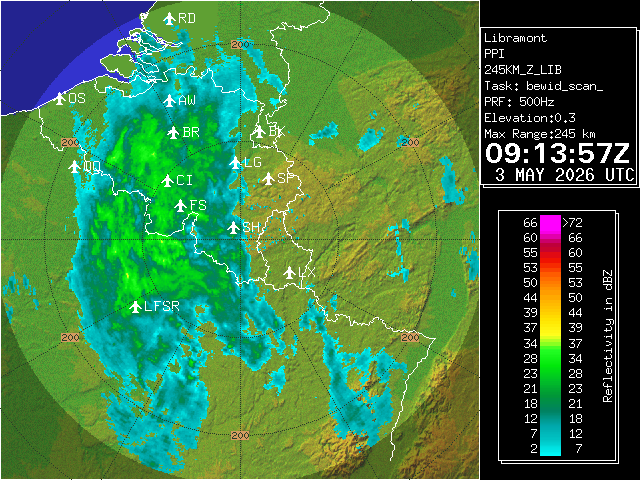 RD
200
OS
AW
BR
BK
200
200
LG
CI
SP
FS
SH
LX
LFSR
200
200
200
Libramont
PPI
245KM_Z_LIB
Task: bewid_scan_
PRF: 500Hz
Elevation:0.3
Max Range:245 km
09:13:57Z
3 MAY 2026 UTC
66 >72
60 66
55 60
53 55
50 53
44 50
39 44
37 39
34 37
28 34
23 28
21 23
18 21
12 18
7 12
2 7
Reflectivity in dBZ